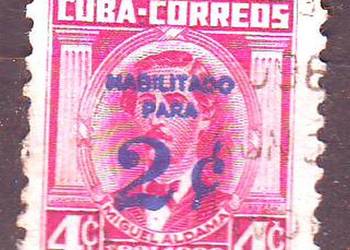 CUBA-CORREOS
HABILITADO
PARA
2¢
MIGUEL ALDAMA
4¢ 4¢